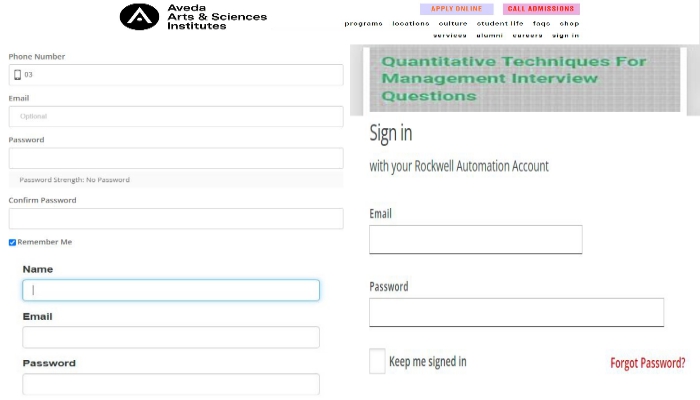 Aveda
Arts & Sciences
Institutes
APPLY ONLINE CALL ADMISSIONS
programs locations culture student life faqs shop
services alumni careers sign in
Phone Number
03
Email
Optional
Password
Password Strength: No Password
Confirm Password
Remember Me
Name
Email
Password
Quantitative Techniques For
Management Interview
Questions
Sign in
with your Rockwell Automation Account
Email
Password
Keep me signed in
Forgot Password?